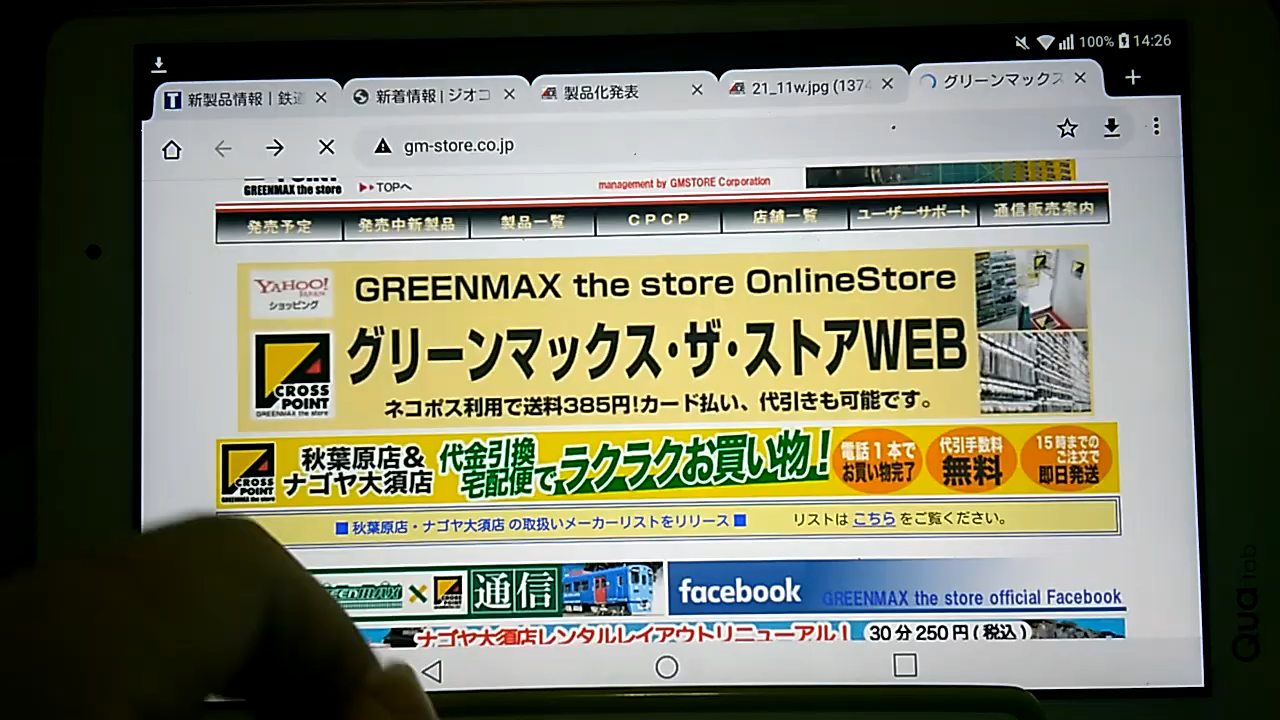 100% 14:26
新製品情報 | 鉄道
新着情報 | ジオコ
製品化発表
21_11w.jpg (1374
グリーンマックス
gm-store.co.jp
GREENMAX the store
TOPへ
management by GMSTORE Corporation
発売予定
発売中新製品
製品一覧
CPCP
店舗一覧
ユーザーサポート
通信販売案内
YAHOO!
JAPAN
ショッピング
GREENMAX the store OnlineStore
グリーンマックス・ザ・ストアWEB
CROSS
POINT
GREENMAX the store
ネコポス利用で送料385円!カード払い、代引きも可能です。
CROSS
POINT
GREENMAX the store
秋葉原店&
ナゴヤ大須店
代金引換
宅配便でラクラクお買い物!
電話1本で
お買い物完了
代引手数料
無料
15時までの
ご注文で
即日発送
■秋葉原店・ナゴヤ大須店 の取扱いメーカーリストをリリース■ リストは こちら をご覧ください。
通信
facebook
GREENMAX the store official Facebook
ナゴヤ大須店レンタルレイアウトリニューアル! 30分250円(税込)
Qua tab